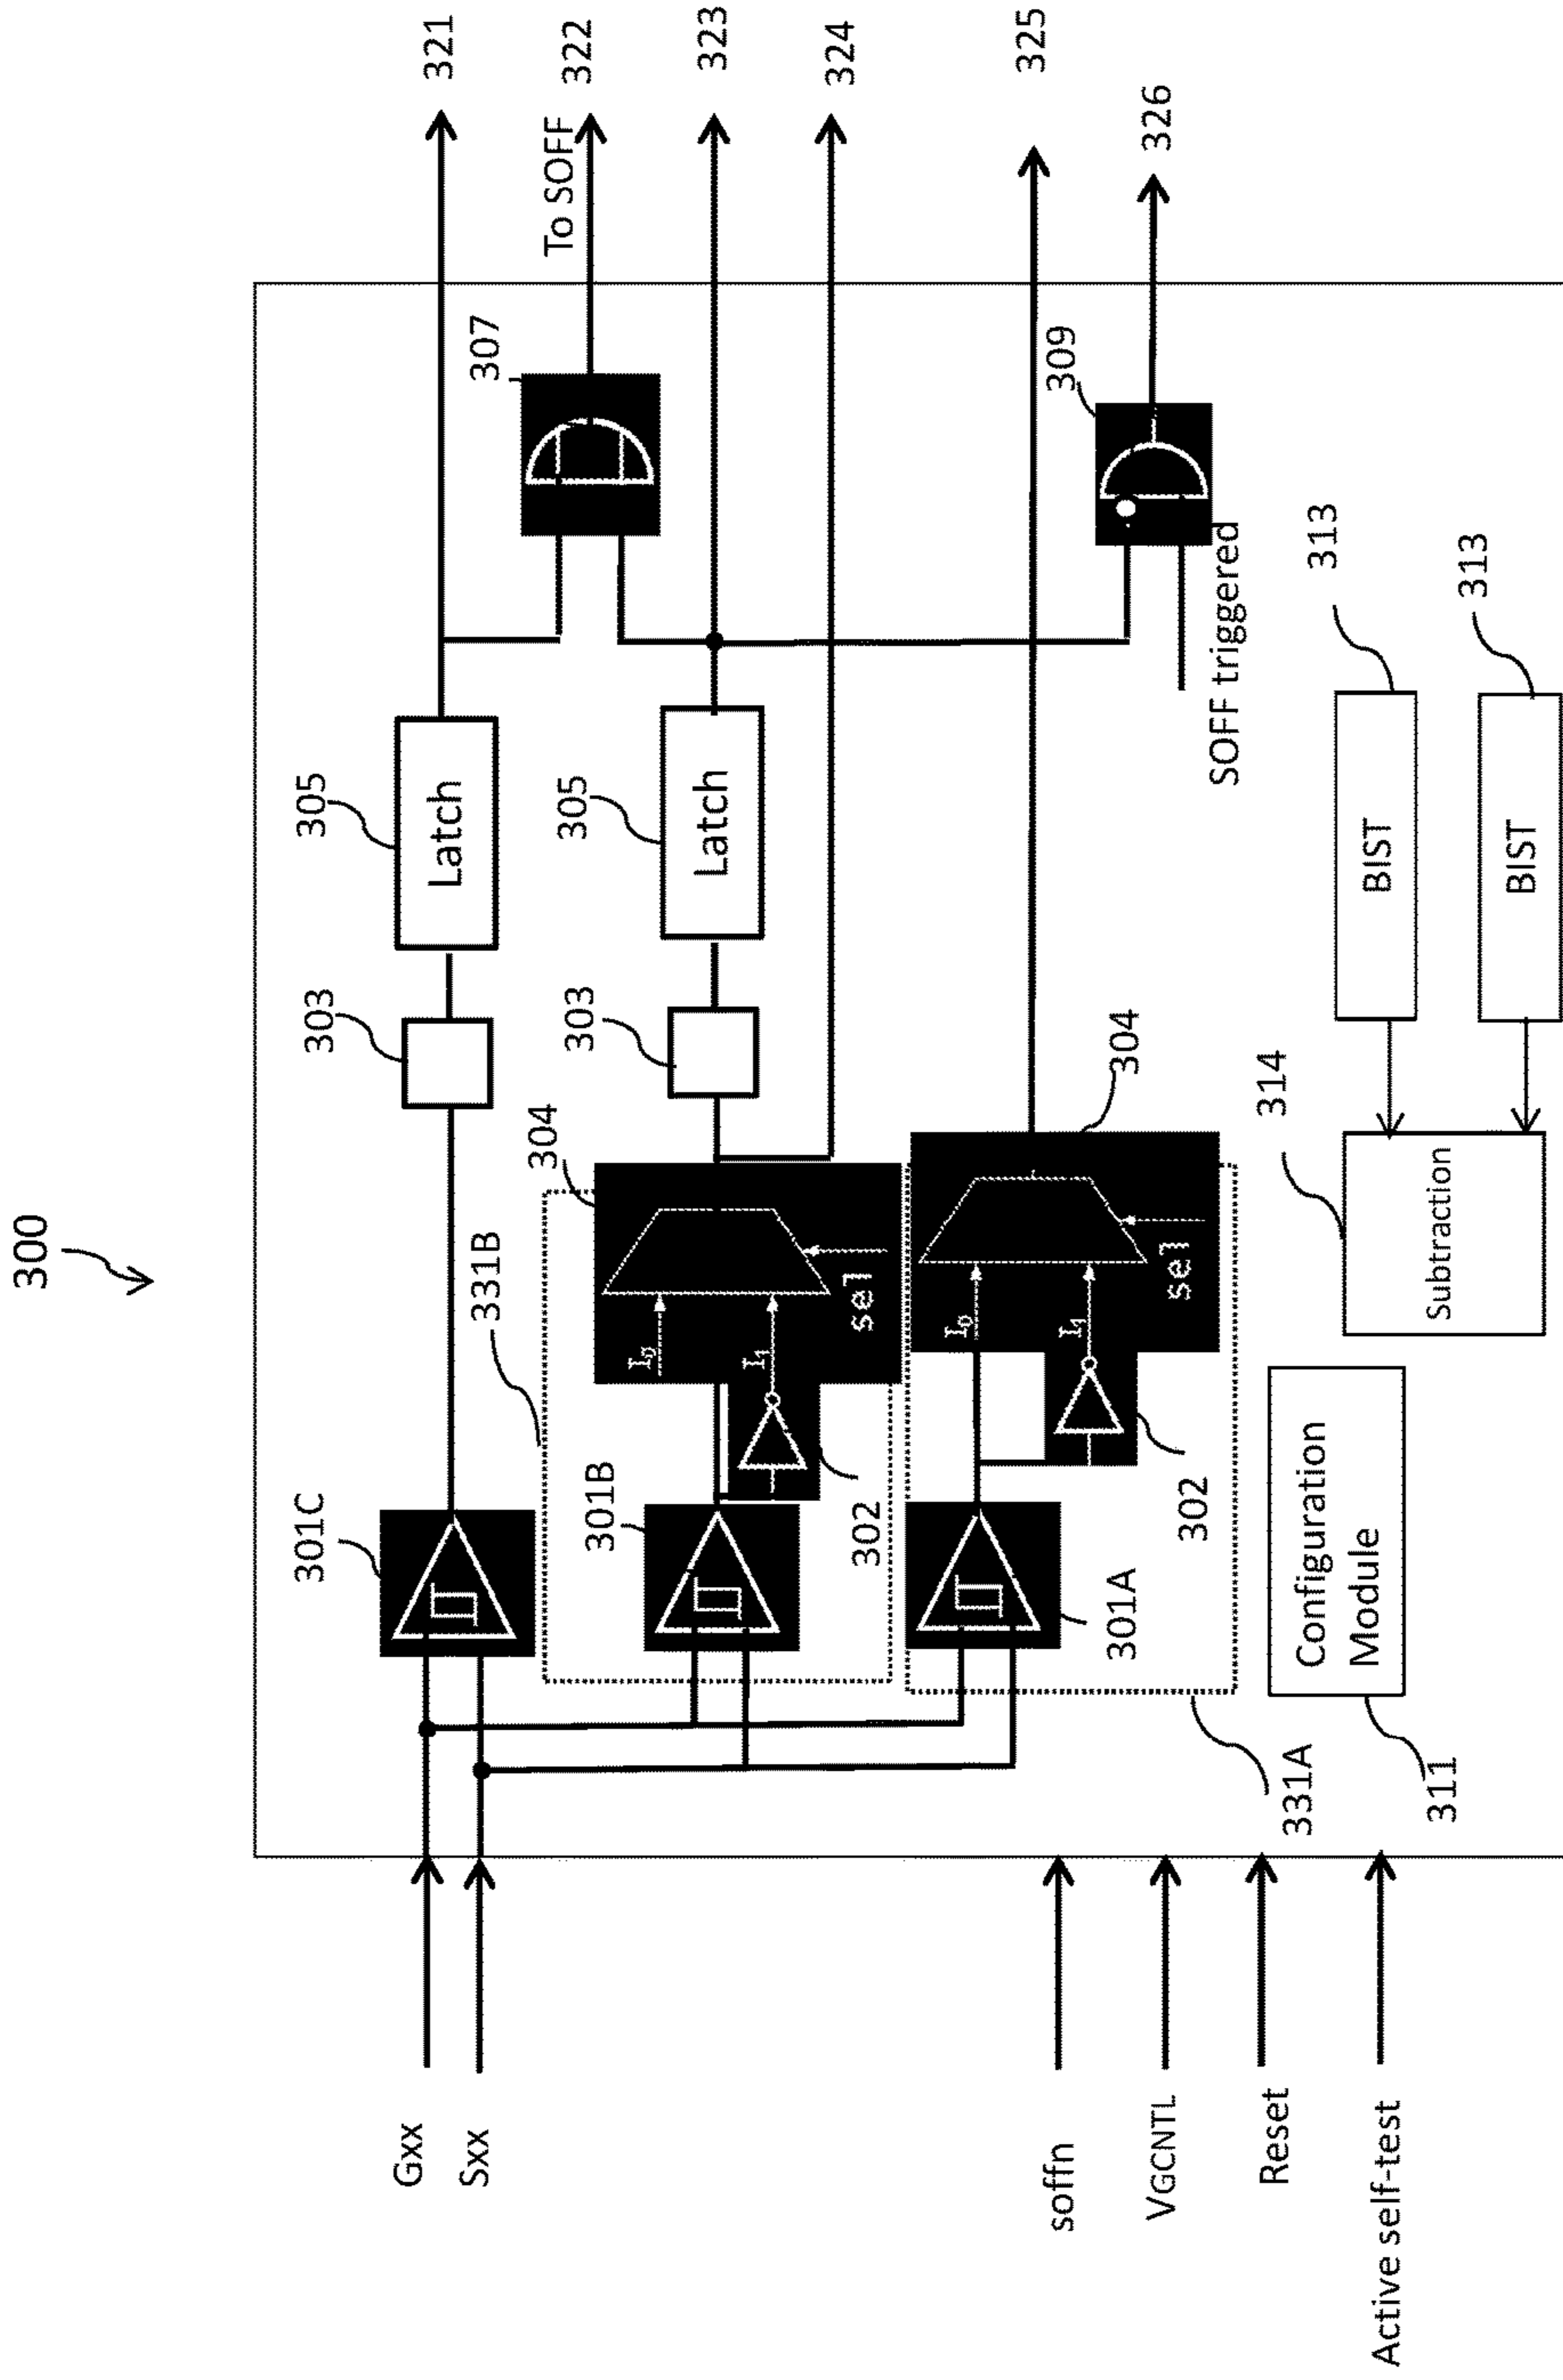 300
321
To SOFF
322
323
324
325
326
307
309
305
Latch
305
Latch
SOFF triggered
313
BIST
313
BIST
303
303
304
304
314
Subtraction
331B
I0
I1
sel
I0
I1
sel
301C
301B
302
301A
302
Configuration
Module
331A
311
Gxx
Sxx
soffn
VGCNTL
Reset
Active self-test